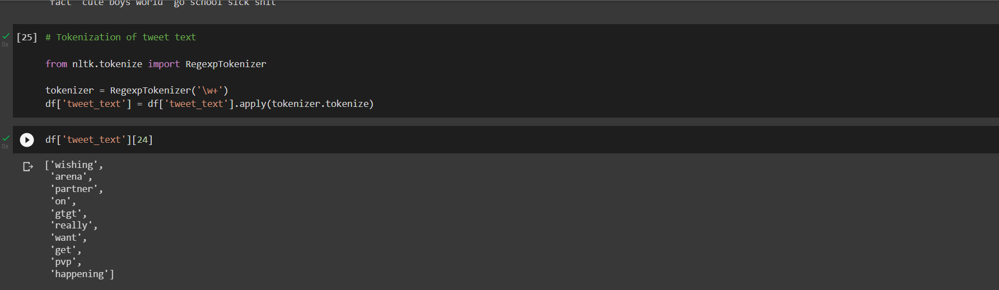 fact cute boys world go school sick shit
[25] # Tokenization of tweet text
from nltk.tokenize import RegexpTokenizer
tokenizer = RegexpTokenizer('\w+')
df['tweet_text'] = df['tweet_text'].apply(tokenizer.tokenize)
0s
df['tweet_text'][24]
0s
['wishing',
'arena',
'partner',
'on',
'gtgt',
'really',
'want',
'get',
'pvp',
'happening']